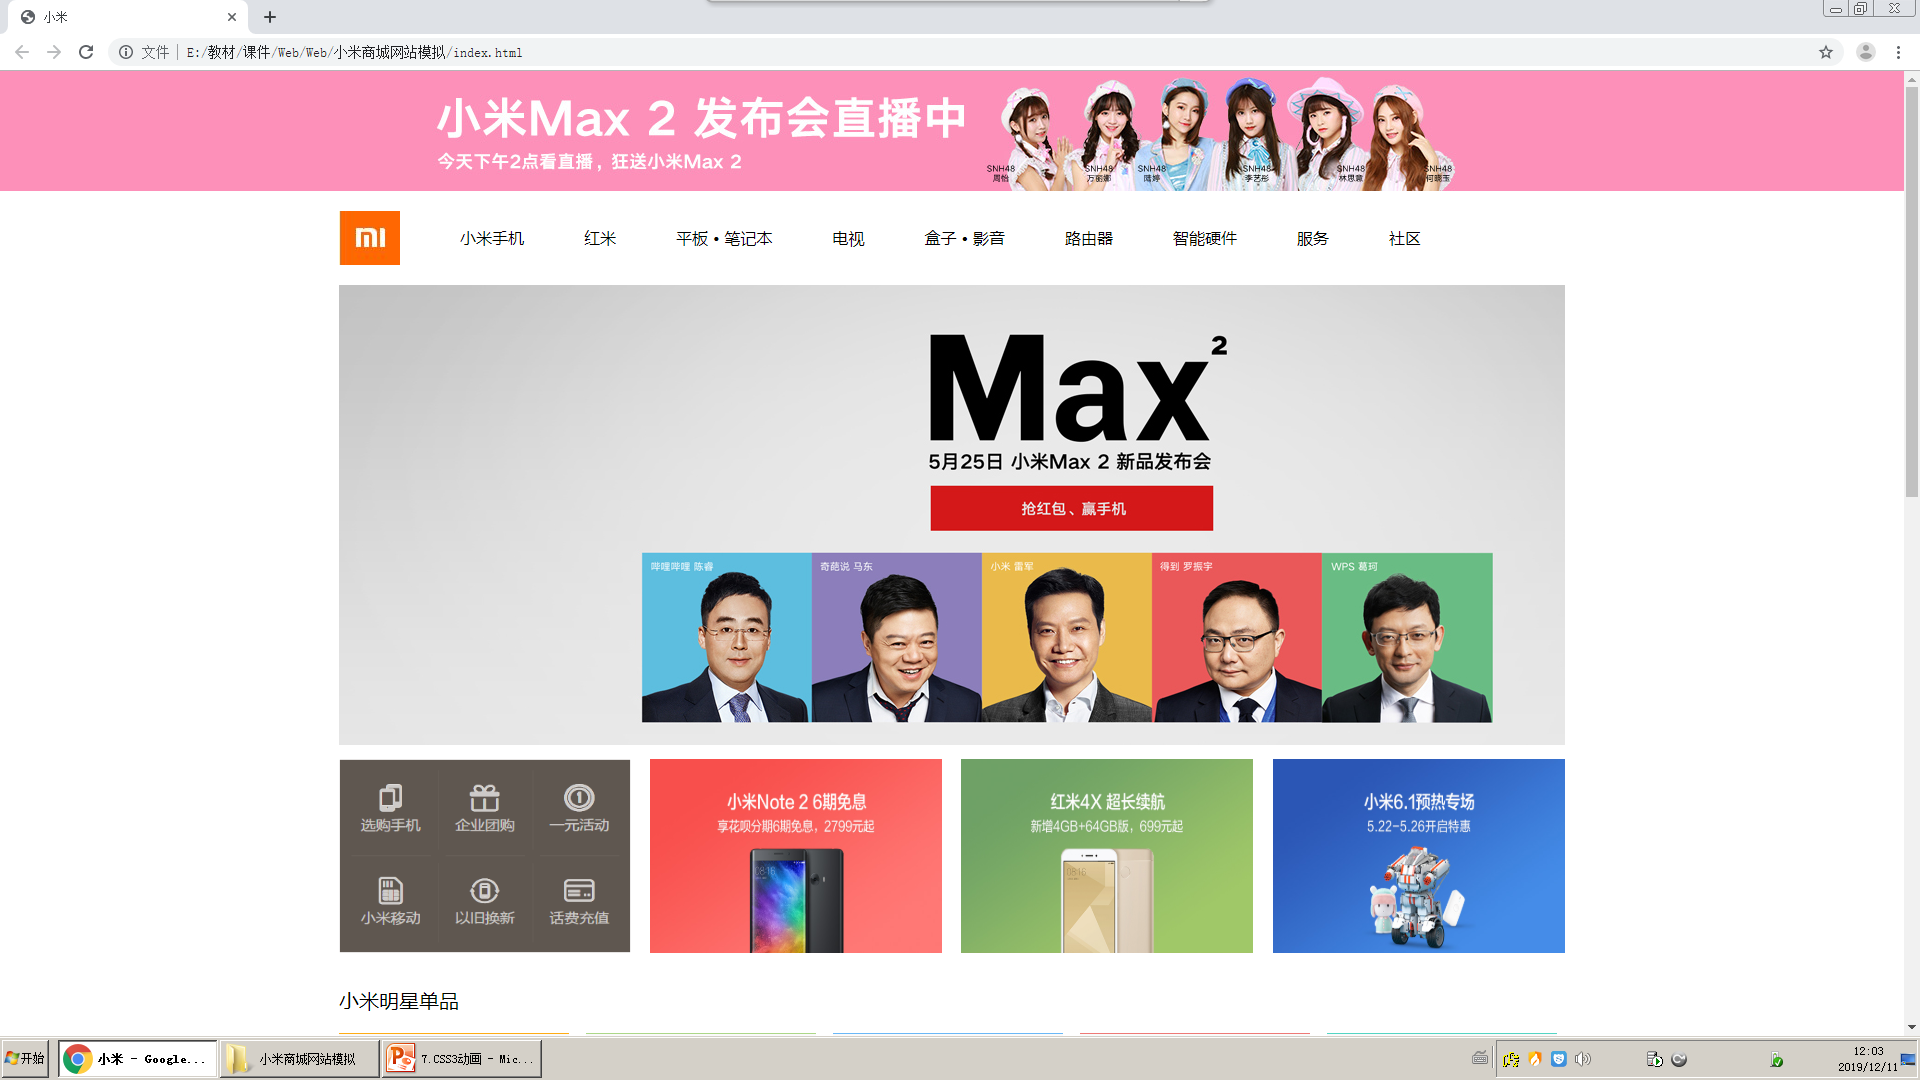 小米
文件
E:/教材/课件/Web/Web/小米商城网站模拟/index.html
小米Max 2 发布会直播中
今天下午2点看直播，狂送小米Max 2
SNH48
周怡
SNH48
万丽娜
SNH48
陆婷
SNH48
李艺彤
SNH48
林思意
SNH48
何晓玉
mi
小米手机
红米
平板 • 笔记本
电视
盒子 • 影音
路由器
智能硬件
服务
社区
Max²
5月25日 小米Max 2 新品发布会
抢红包、赢手机
哔哩哔哩 陈睿
奇葩说 马东
小米 雷军
得到 罗振宇
WPS 葛珂
选购手机
企业团购
一元活动
小米移动
以旧换新
话费充值
小米Note 2 6期免息
享花呗分期6期免息，2799元起
08:16
红米4X 超长续航
新增4GB+64GB版，699元起
08:16
小米6.1预热专场
5.22-5.26开启特惠
小米明星单品
开始
小米 - Google...
小米商城网站模拟
7.CSS3动画 - Mic...
12:03
2019/12/11